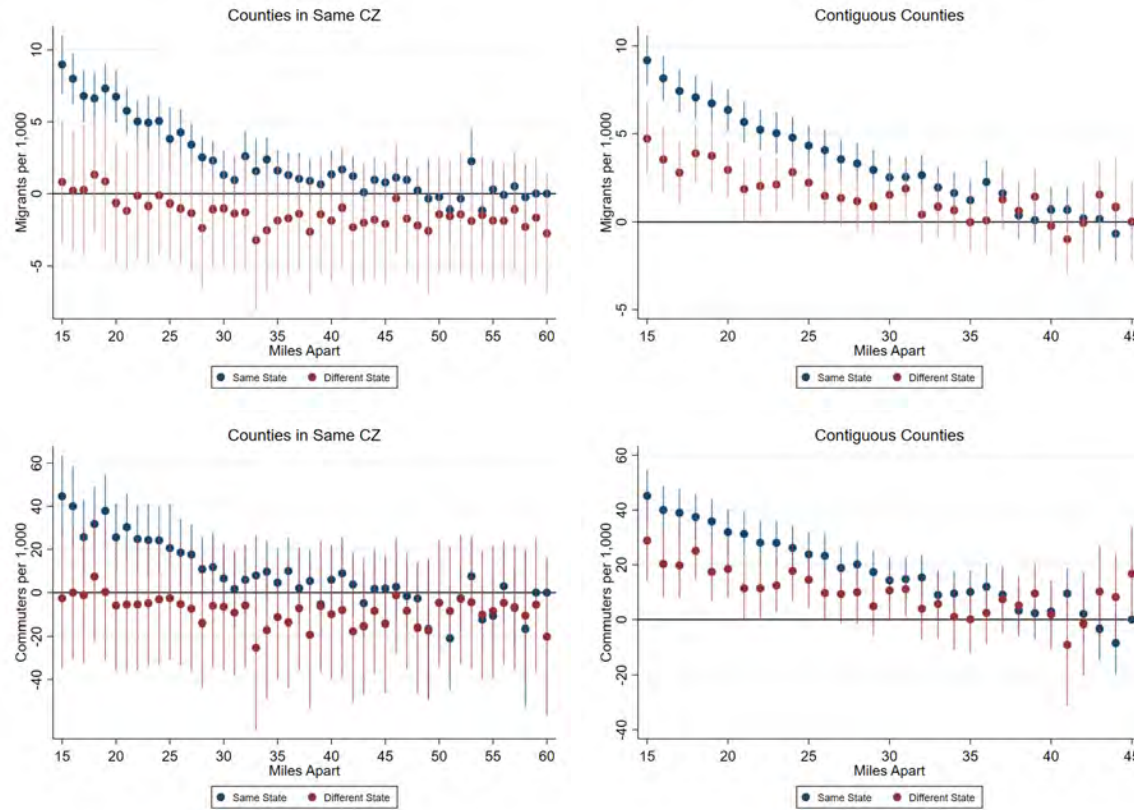 Counties in Same CZ
Migrants per 1,000
10
5
0
-5
15 20 25 30 35 40 45 50 55 60
Miles Apart
Same State Different State
Contiguous Counties
Migrants per 1,000
10
5
0
-5
15 20 25 30 35 40 45
Miles Apart
Same State Different State
Counties in Same CZ
Commuters per 1,000
60
40
20
0
-20
-40
15 20 25 30 35 40 45 50 55 60
Miles Apart
Same State Different State
Contiguous Counties
Commuters per 1,000
60
40
20
0
-20
-40
15 20 25 30 35 40 45
Miles Apart
Same State Different State